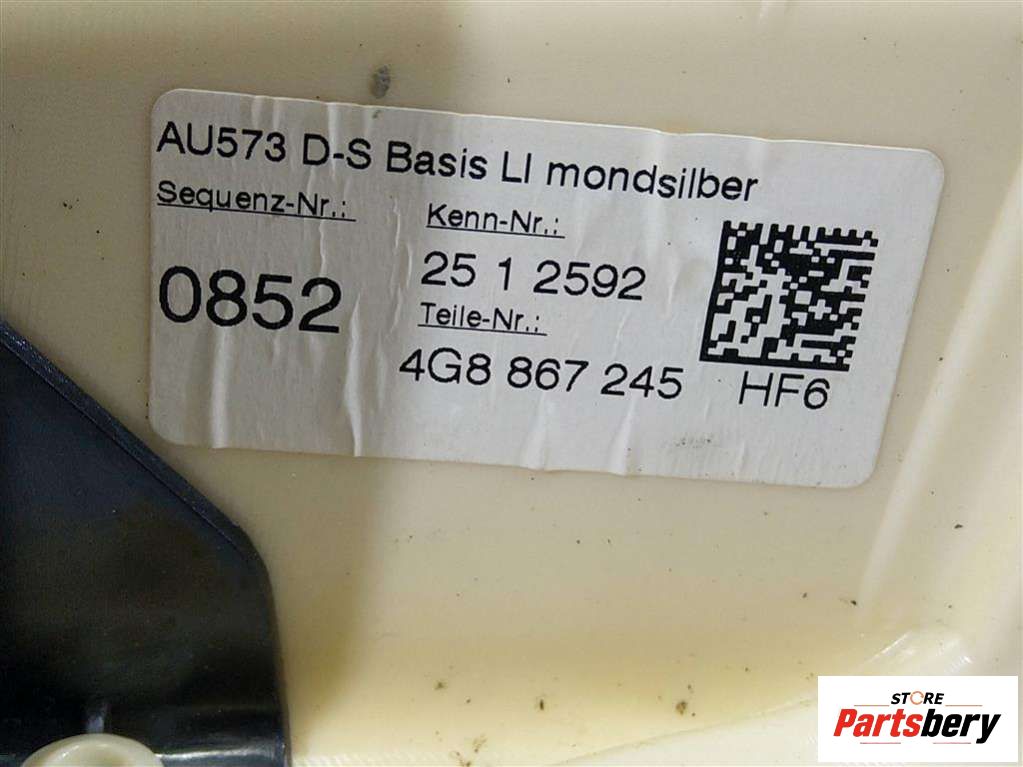 AU573 D-S Basis LI mondsilber
Sequenz-Nr.:
Kenn-Nr.:
0852
25 1 2592
Teile-Nr.:
4G8 867 245 HF6
STORE
Partsbery